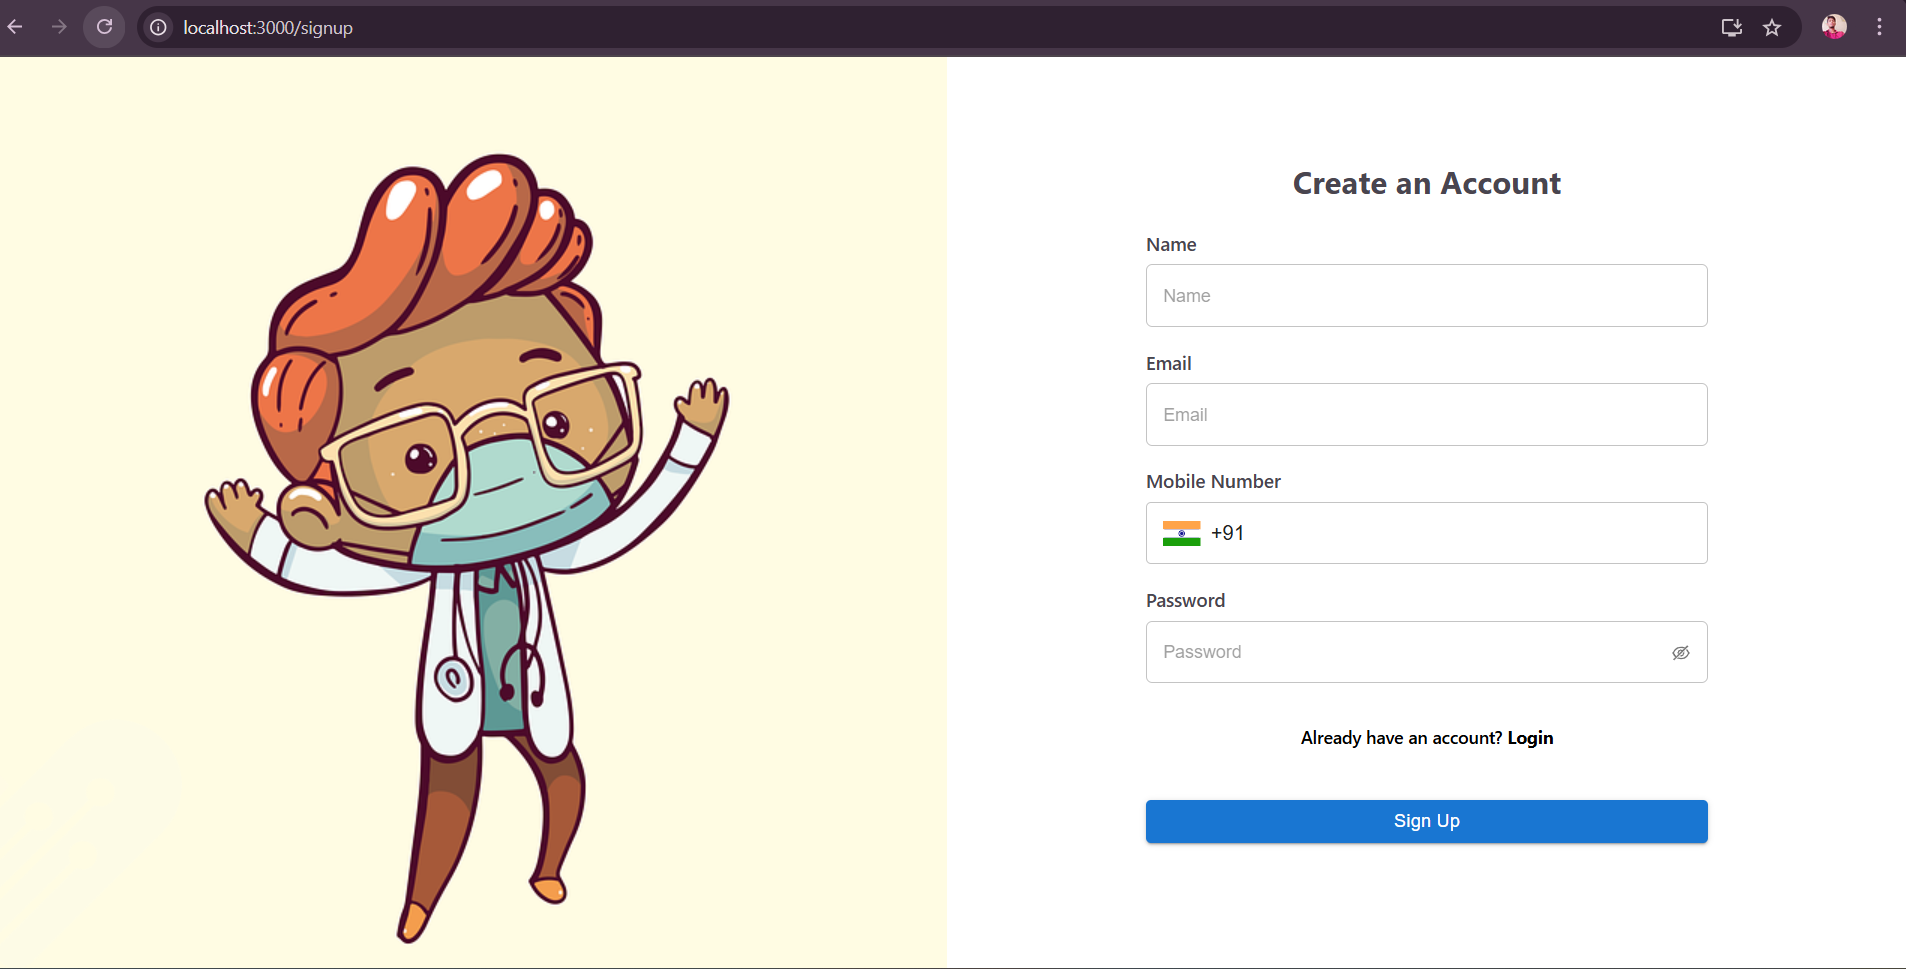 localhost:3000/signup
Create an Account
Name
Name
Email
Email
Mobile Number
+91
Password
Password
Already have an account? Login
Sign Up